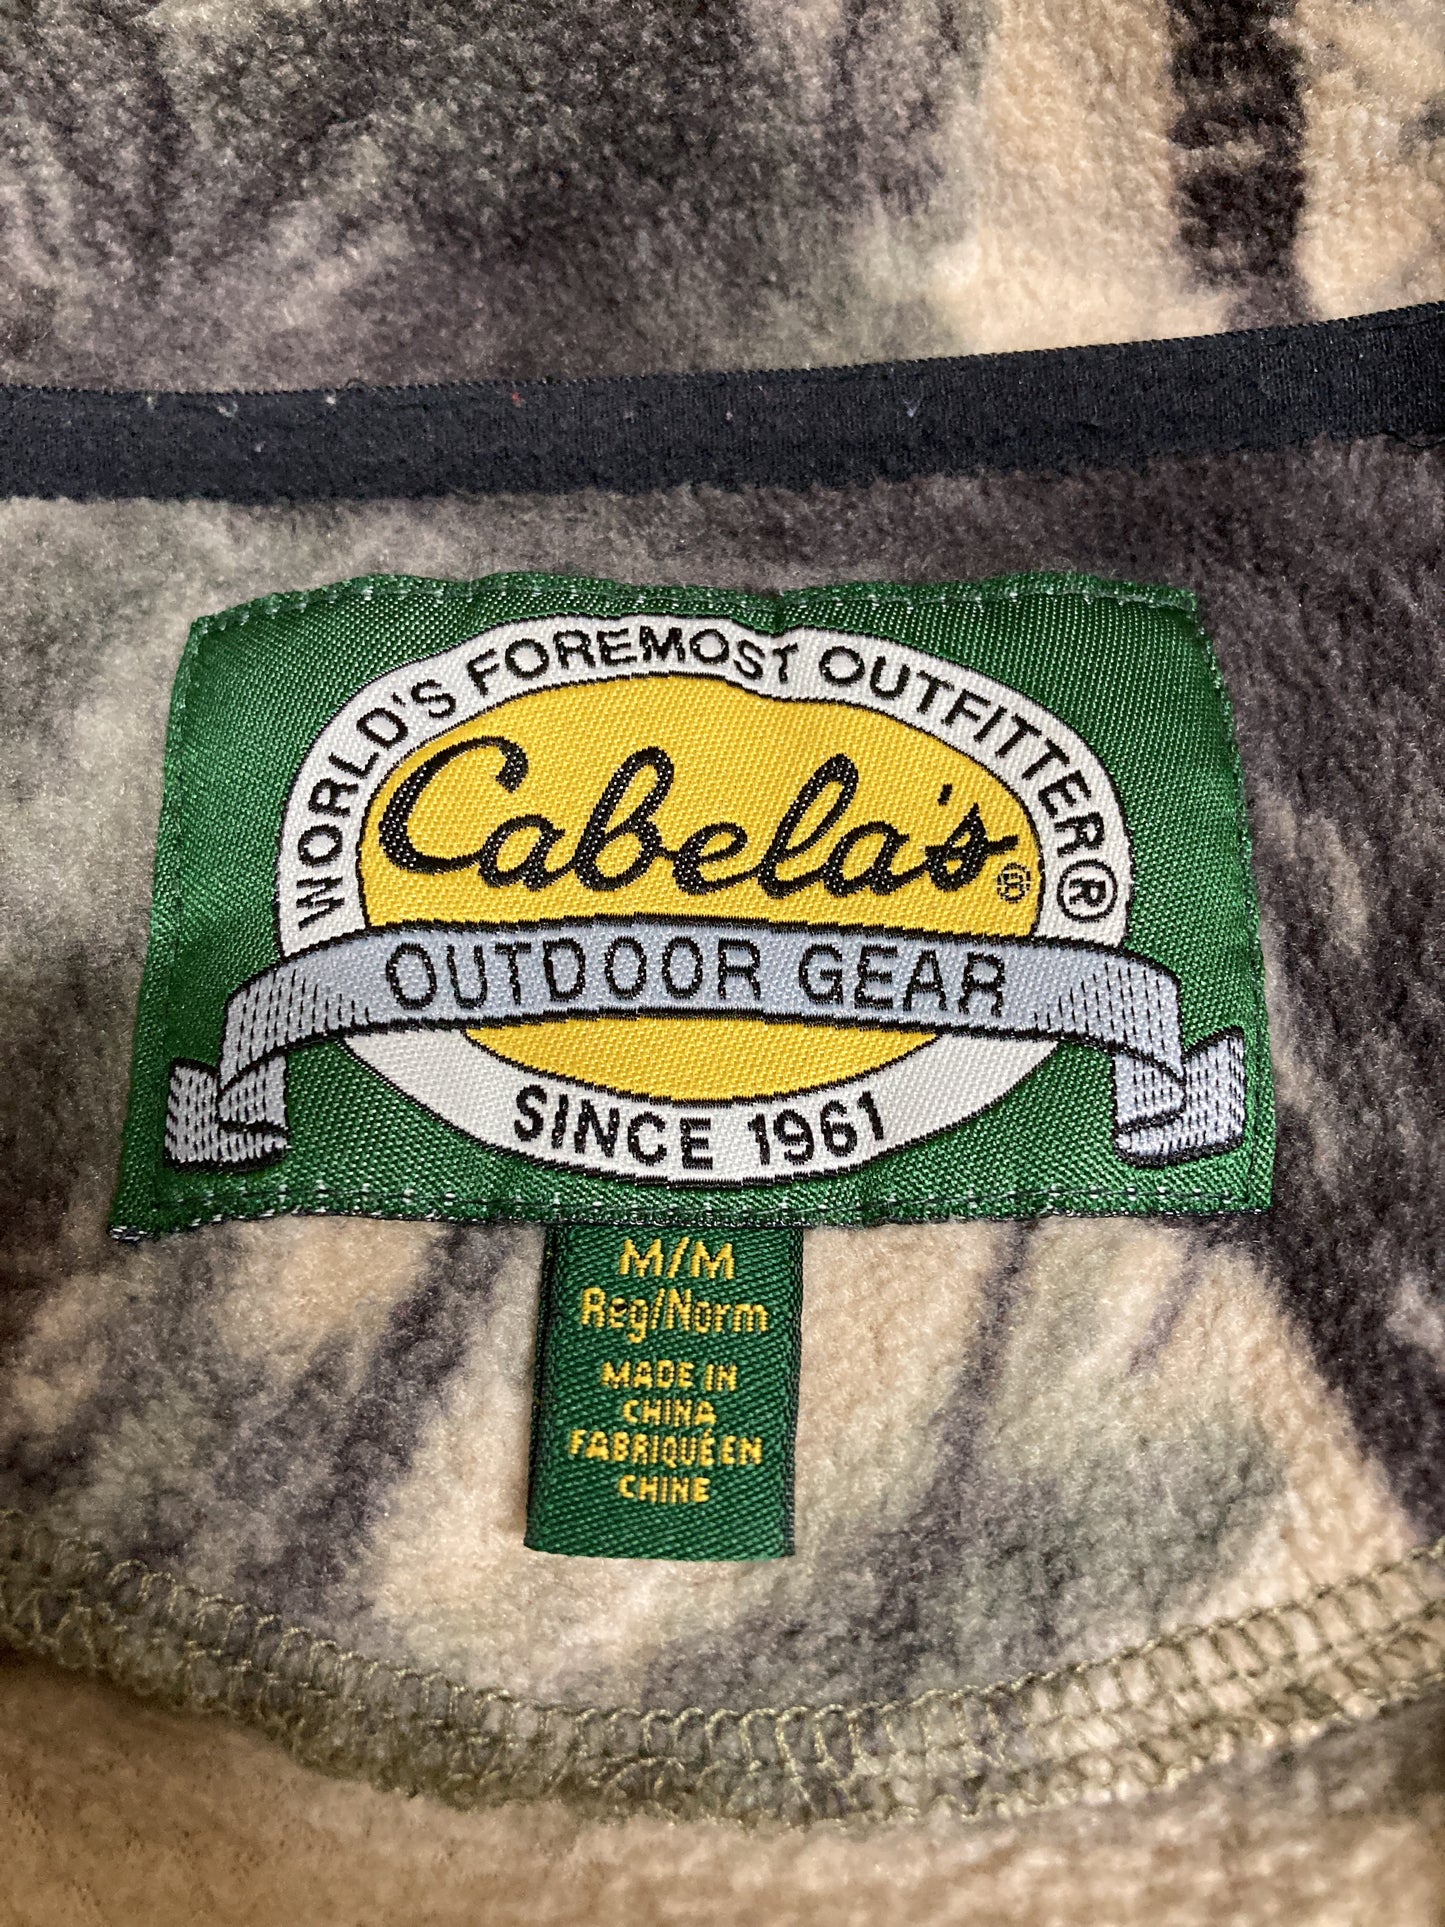 WORLD'S FOREMOST OUTFITTER®
Cabela's®
OUTDOOR GEAR
SINCE 1961
M/M
Reg/Norm
MADE IN
CHINA
FABRIQUÉ EN
CHINE